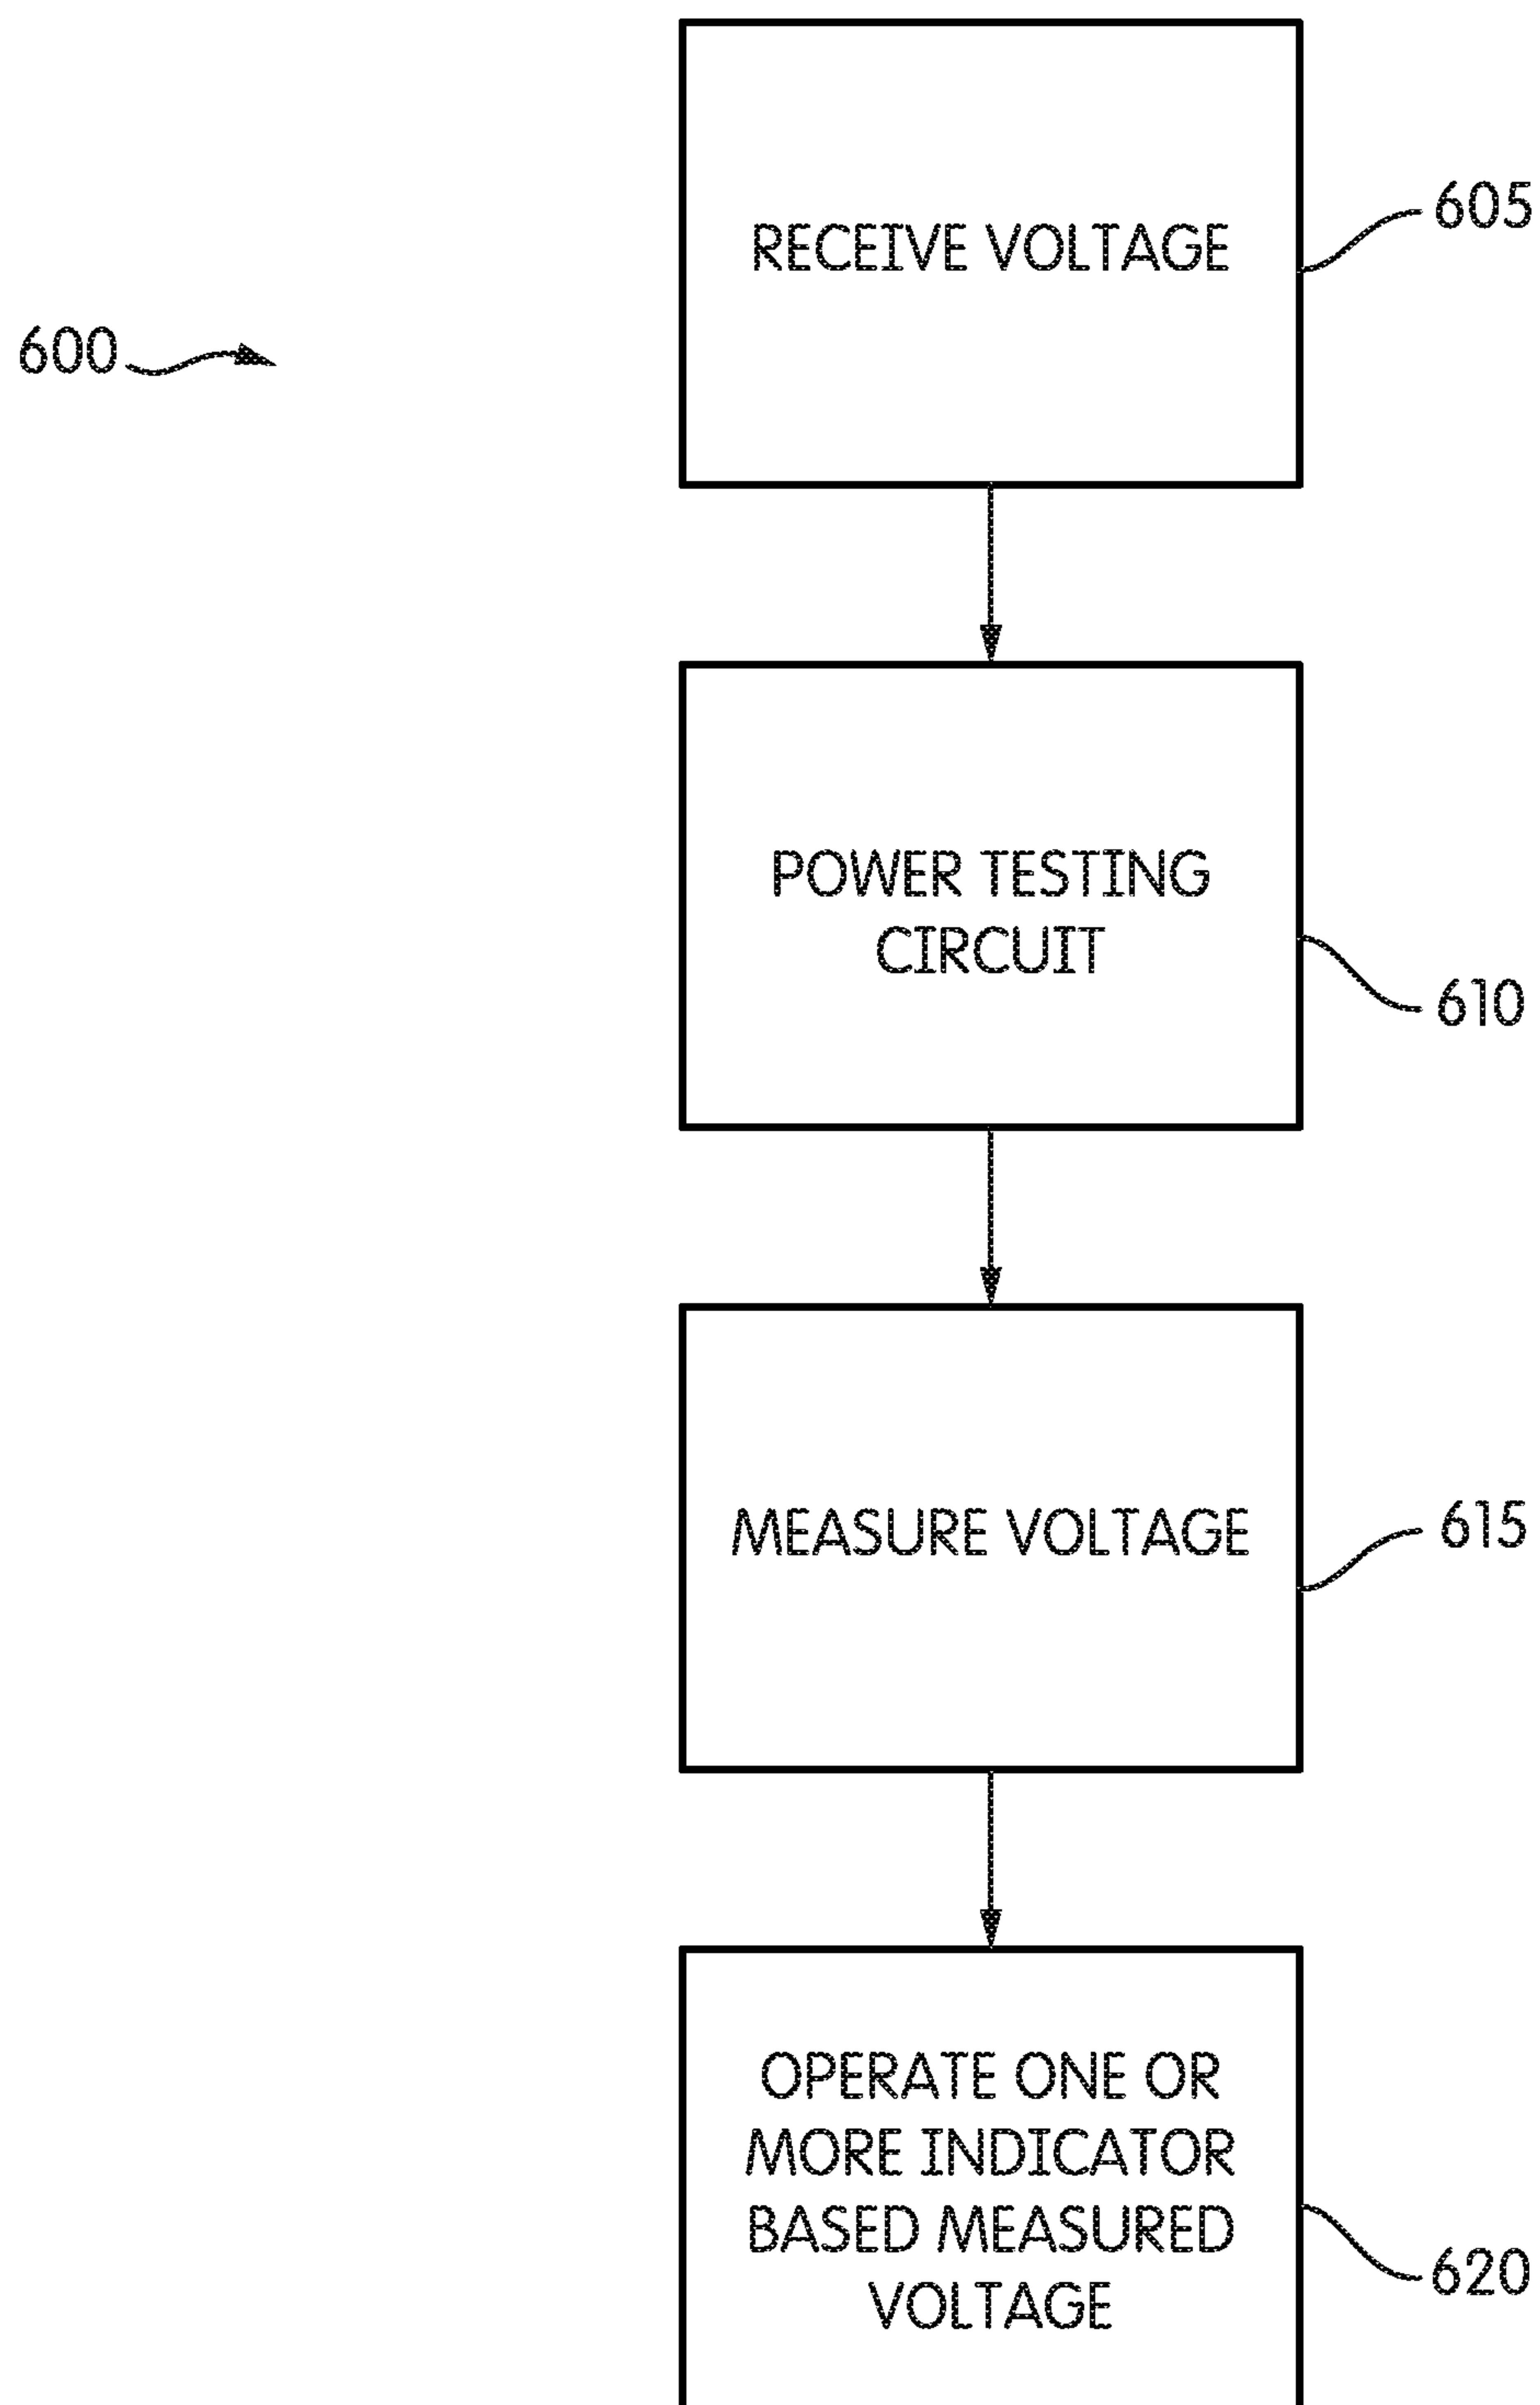 RECEIVE VOLTAGE
605
600
POWER TESTING
CIRCUIT
610
MEASURE VOLTAGE
615
OPERATE ONE OR
MORE INDICATOR
BASED MEASURED
VOLTAGE
620